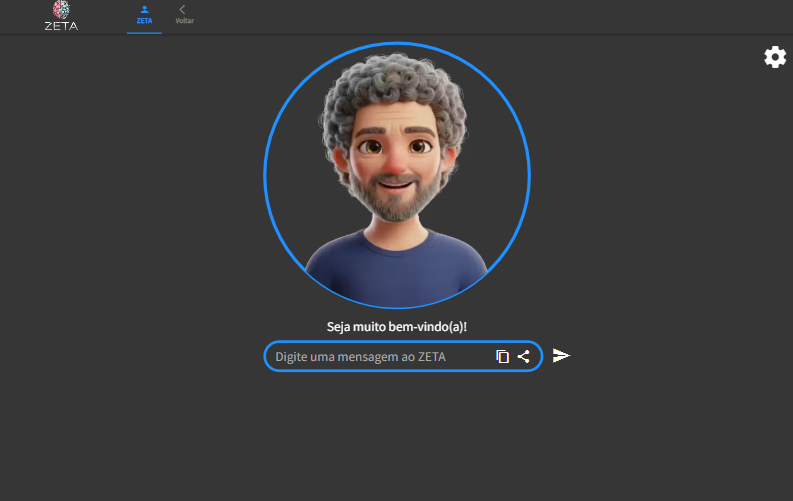 ZETA
ZETA
Voltar
Seja muito bem-vindo(a)!
Digite uma mensagem ao ZETA